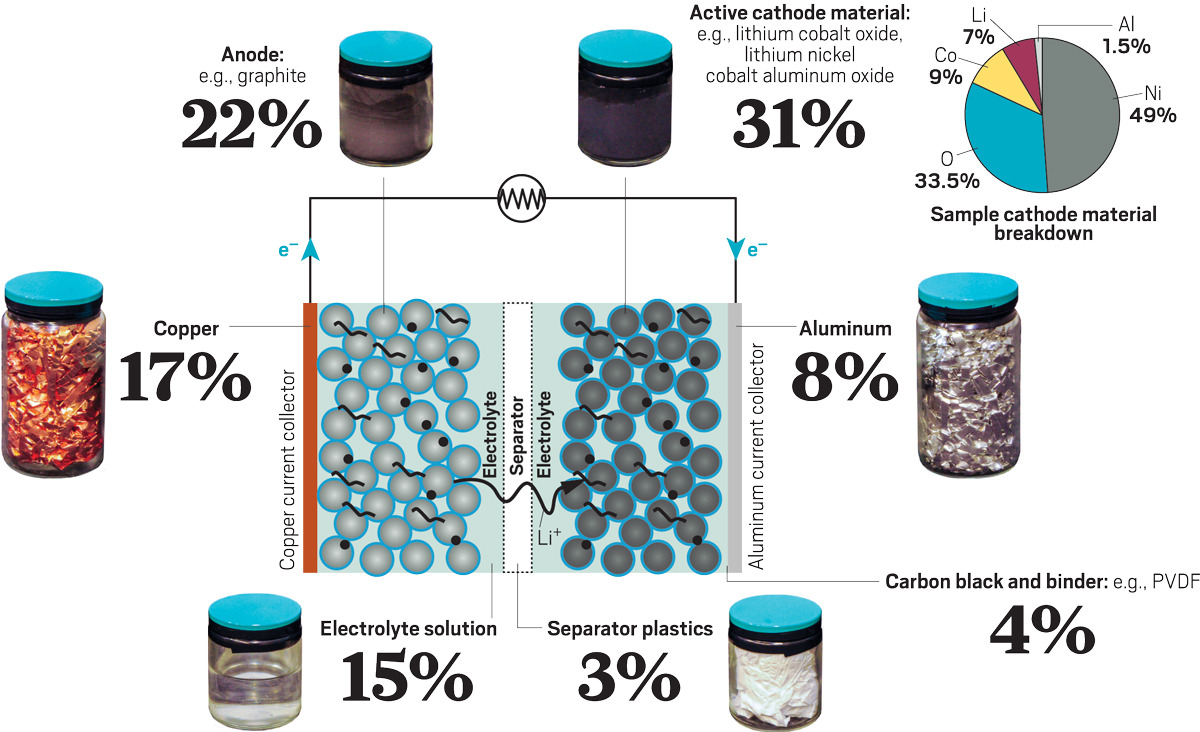 Anode:
e.g., graphite
22%
Active cathode material:
e.g., lithium cobalt oxide,
lithium nickel
cobalt aluminum oxide
31%
Li
7%
Al
1.5%
Co
9%
Ni
49%
O
33.5%
Sample cathode material
breakdown
e–
e–
Copper
17%
Aluminum
8%
Copper current collector
Electrolyte
Separator
Electrolyte
Aluminum current collector
Li+
Carbon black and binder: e.g., PVDF
4%
Electrolyte solution
15%
Separator plastics
3%